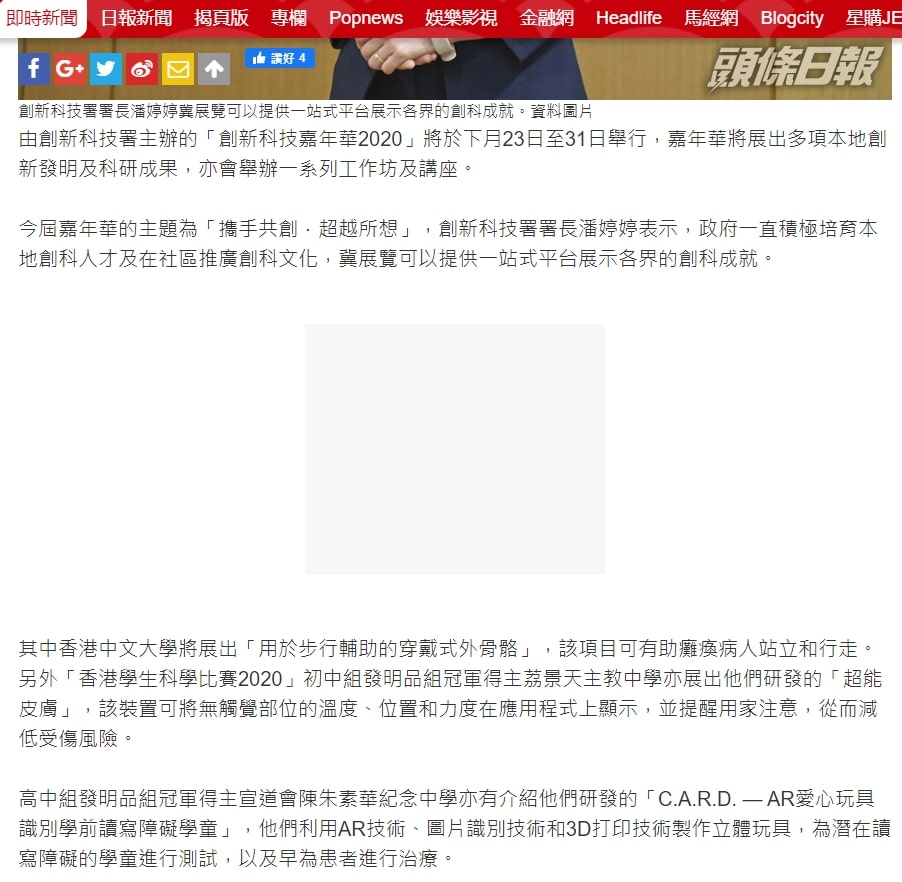 即時新聞 日報新聞 揭頁版 專欄 Popnews 娛樂影視 金融網 Headlife 馬經網 Blogcity 星購JE
f G+ 讚好 4
頭條日報
創新科技署署長潘婷婷冀展覽可以提供一站式平台展示各界的創科成就。資料圖片
由創新科技署主辦的「創新科技嘉年華2020」將於下月23日至31日舉行，嘉年華將展出多項本地創
新發明及科研成果，亦會舉辦一系列工作坊及講座。
今屆嘉年華的主題為「攜手共創．超越所想」，創新科技署署長潘婷婷表示，政府一直積極培育本
地創科人才及在社區推廣創科文化，冀展覽可以提供一站式平台展示各界的創科成就。
其中香港中文大學將展出「用於步行輔助的穿戴式外骨骼」，該項目可有助癱瘓病人站立和行走。
另外「香港學生科學比賽2020」初中組發明品組冠軍得主荔景天主教中學亦展出他們研發的「超能
皮膚」，該裝置可將無觸覺部位的溫度、位置和力度在應用程式上顯示，並提醒用家注意，從而減
低受傷風險。
高中組發明品組冠軍得主宣道會陳朱素華紀念中學亦有介紹他們研發的「C.A.R.D. — AR愛心玩具
識別學前讀寫障礙學童」，他們利用AR技術、圖片識別技術和3D打印技術製作立體玩具，為潛在讀
寫障礙的學童進行測試，以及早為患者進行治療。